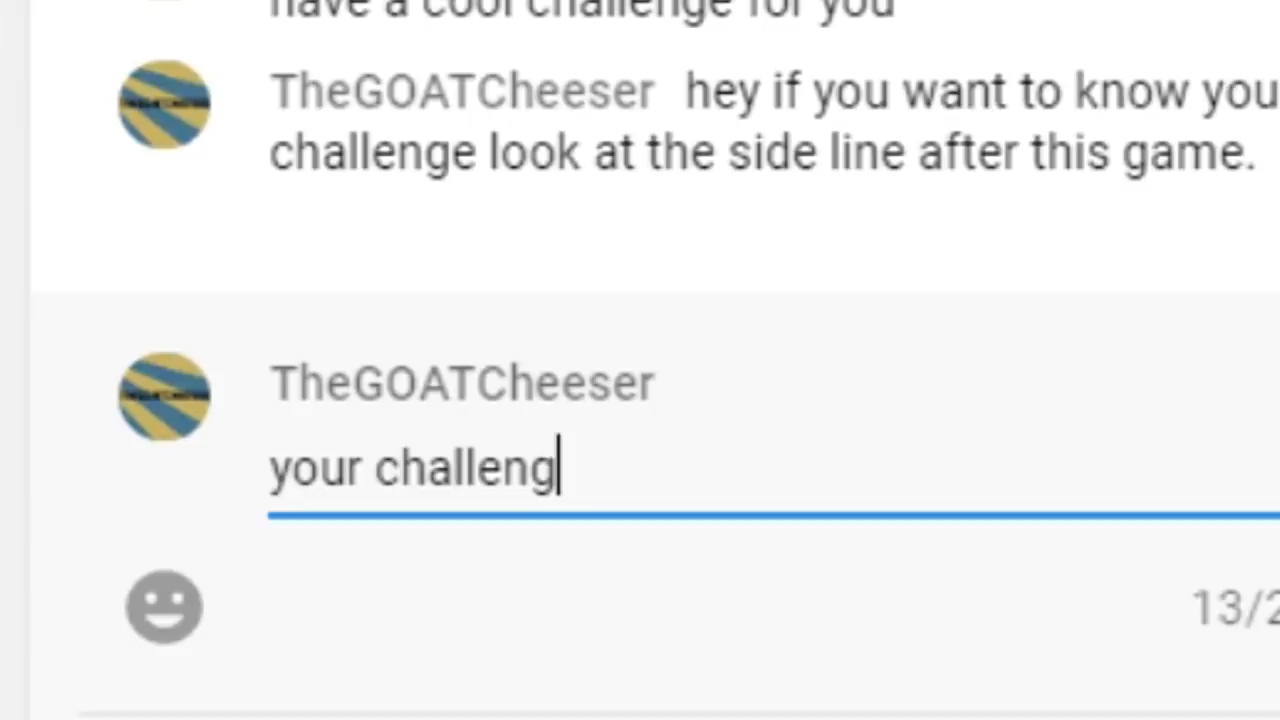 have a cool challenge for you
TheGOATCheeser hey if you want to know you
challenge look at the side line after this game.
TheGOATCheeser
your challeng
13/2